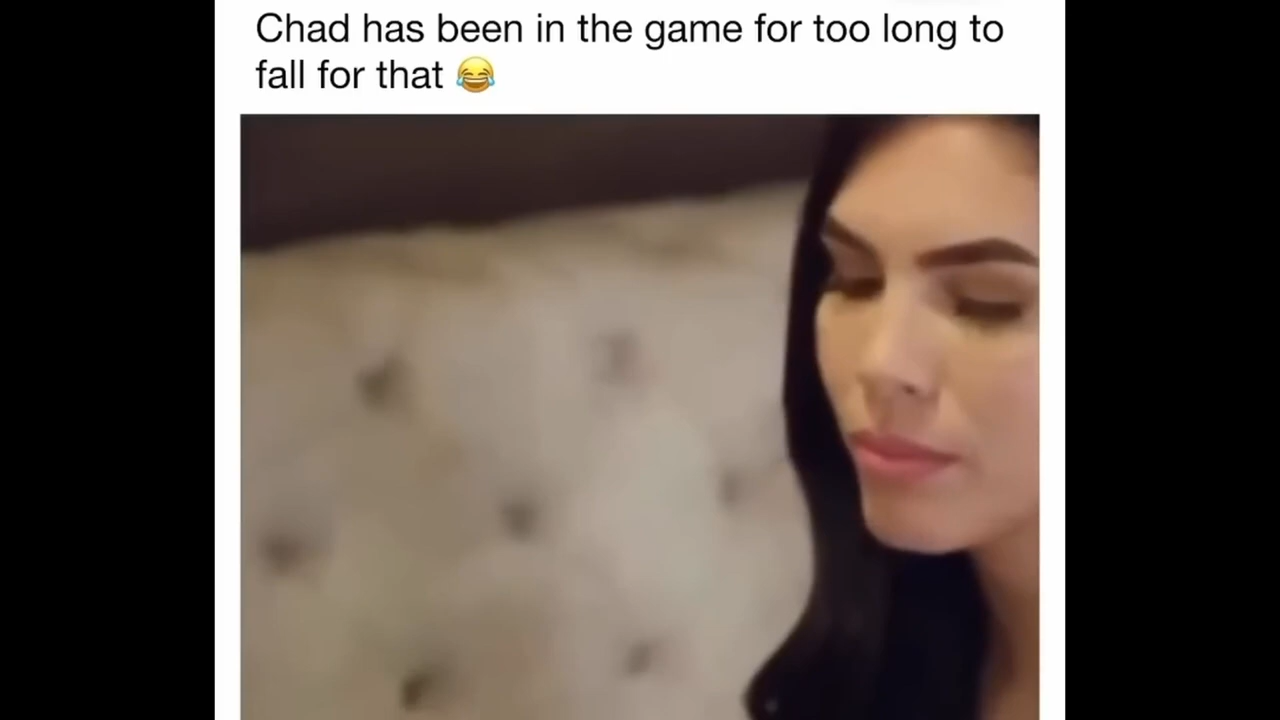 Chad has been in the game for too long to
fall for that 😂